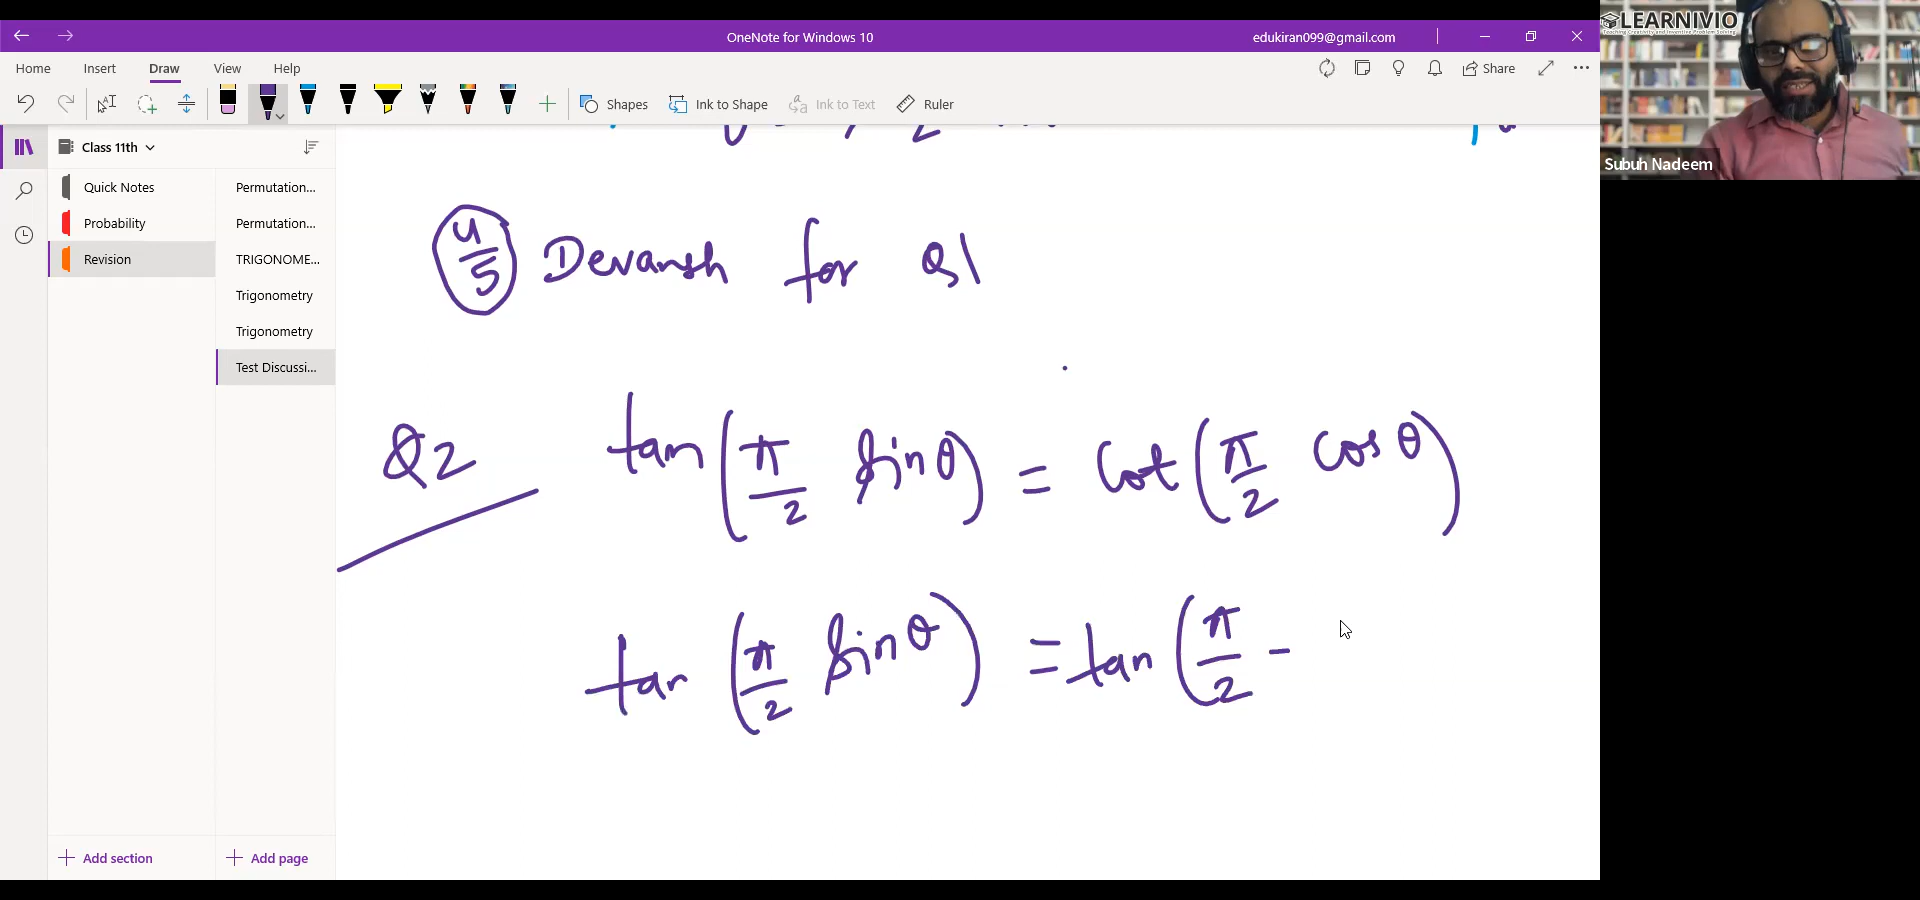 OneNote for Windows 10
edukiran099@gmail.com
LEARNIVIO
Home Insert Draw View Help
Share
Shapes Ink to Shape Ink to Text Ruler
Class 11th
Quick Notes
Probability
Revision
Permutation...
Permutation...
TRIGONOME...
Trigonometry
Trigonometry
Test Discussi...
Subuh Nadeem
4/5 Devansh for Q1
Q2 tan(π/2 sinθ) = cot(π/2 cosθ)
tan(π/2 sinθ) = tan(π/2 -
Add section
Add page